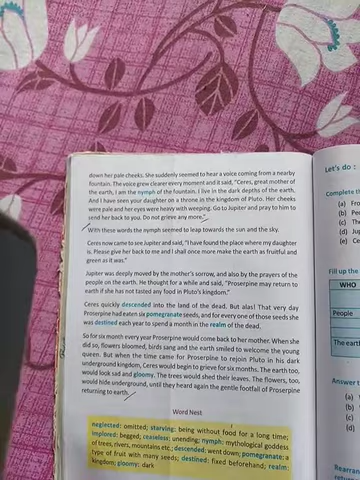 down her pale cheeks. She suddenly seemed to hear a voice coming from a nearby
fountain. The voice grew clearer every moment and it said, "Ceres, great mother of
the earth, I am the nymph of the fountain. I live in the dark depths of the earth.
And I have seen your daughter on a throne in the kingdom of Pluto. Her cheeks
were pale and her eyes were heavy with weeping. Go to Jupiter and pray to him to
send her back to you. Do not grieve any more."
With these words the nymph seemed to leap towards the sun and the sky.
Ceres now came to see Jupiter and said, "I have found the place where my daughter
is. Please give her back to me and I shall once more make the earth as fruitful and
green as it was."
Jupiter was deeply moved by the mother's sorrow, and also by the prayers of the
people on the earth. He thought for a while and said, "Proserpine may return to
earth if she has not tasted any food in Pluto's kingdom."
Ceres quickly descended into the land of the dead. But alas! That very day
Proserpine had eaten six pomegranate seeds, and for every one of those seeds she
was destined each year to spend a month in the realm of the dead.
So for six month every year Proserpine would come back to her mother. When she
did so, flowers bloomed, birds sang and the earth smiled to welcome the young
queen. But when the time came for Proserpine to rejoin Pluto in his dark
underground kingdom, Ceres would begin to grieve for six months. The earth too,
would look sad and gloomy. The trees would shed their leaves. The flowers, too,
would hide underground, until they heard again the gentle footfall of Proserpine
returning to earth.
Word Nest
neglected: omitted; starving: being without food for a long time;
implored: begged; ceaseless: unending; nymph: mythological goddess
of trees, rivers, mountains etc.; descended: went down; pomegranate: a
type of fruit with many seeds; destined: fixed beforehand; realm:
kingdom; gloomy: dark
Let's do :
Complete t
(a) Fro
(b) Pe
(c) The
(d) Ju
(e) Ce
Fill up the
WHO
People
The earth
Answer t
(a)
(b)
(c)
(d)
Rearran